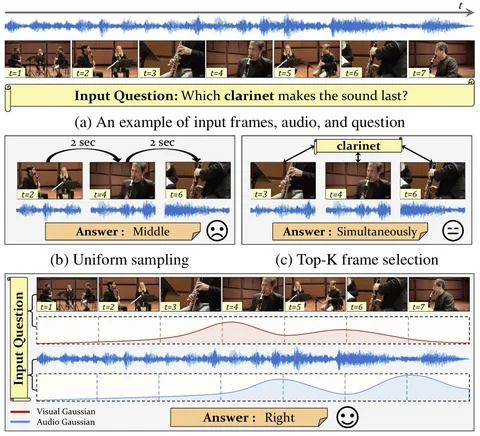 t
t=1 t=2 t=3 t=4 t=5 t=6 t=7
Input Question: Which clarinet makes the sound last?
(a) An example of input frames, audio, and question
2 sec 2 sec
t=2 t=4 t=6
Answer : Middle
(b) Uniform sampling
clarinet
t=3 t=4 t=6
Answer : Simultaneously
(c) Top-K frame selection
Input Question
t=1 t=2 t=3 t=4 t=5 t=6 t=7
Visual Gaussian
Audio Gaussian
Answer : Right